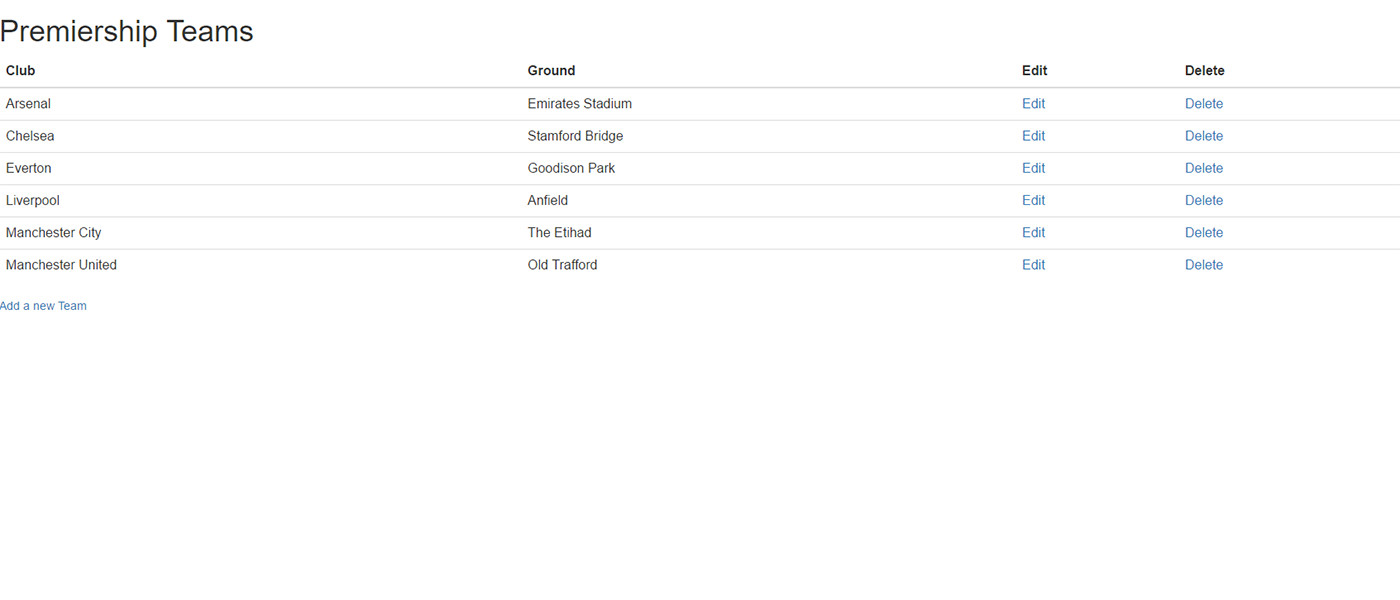 Premiership Teams
Club Ground Edit Delete
Arsenal Emirates Stadium Edit Delete
Chelsea Stamford Bridge Edit Delete
Everton Goodison Park Edit Delete
Liverpool Anfield Edit Delete
Manchester City The Etihad Edit Delete
Manchester United Old Trafford Edit Delete
Add a new Team